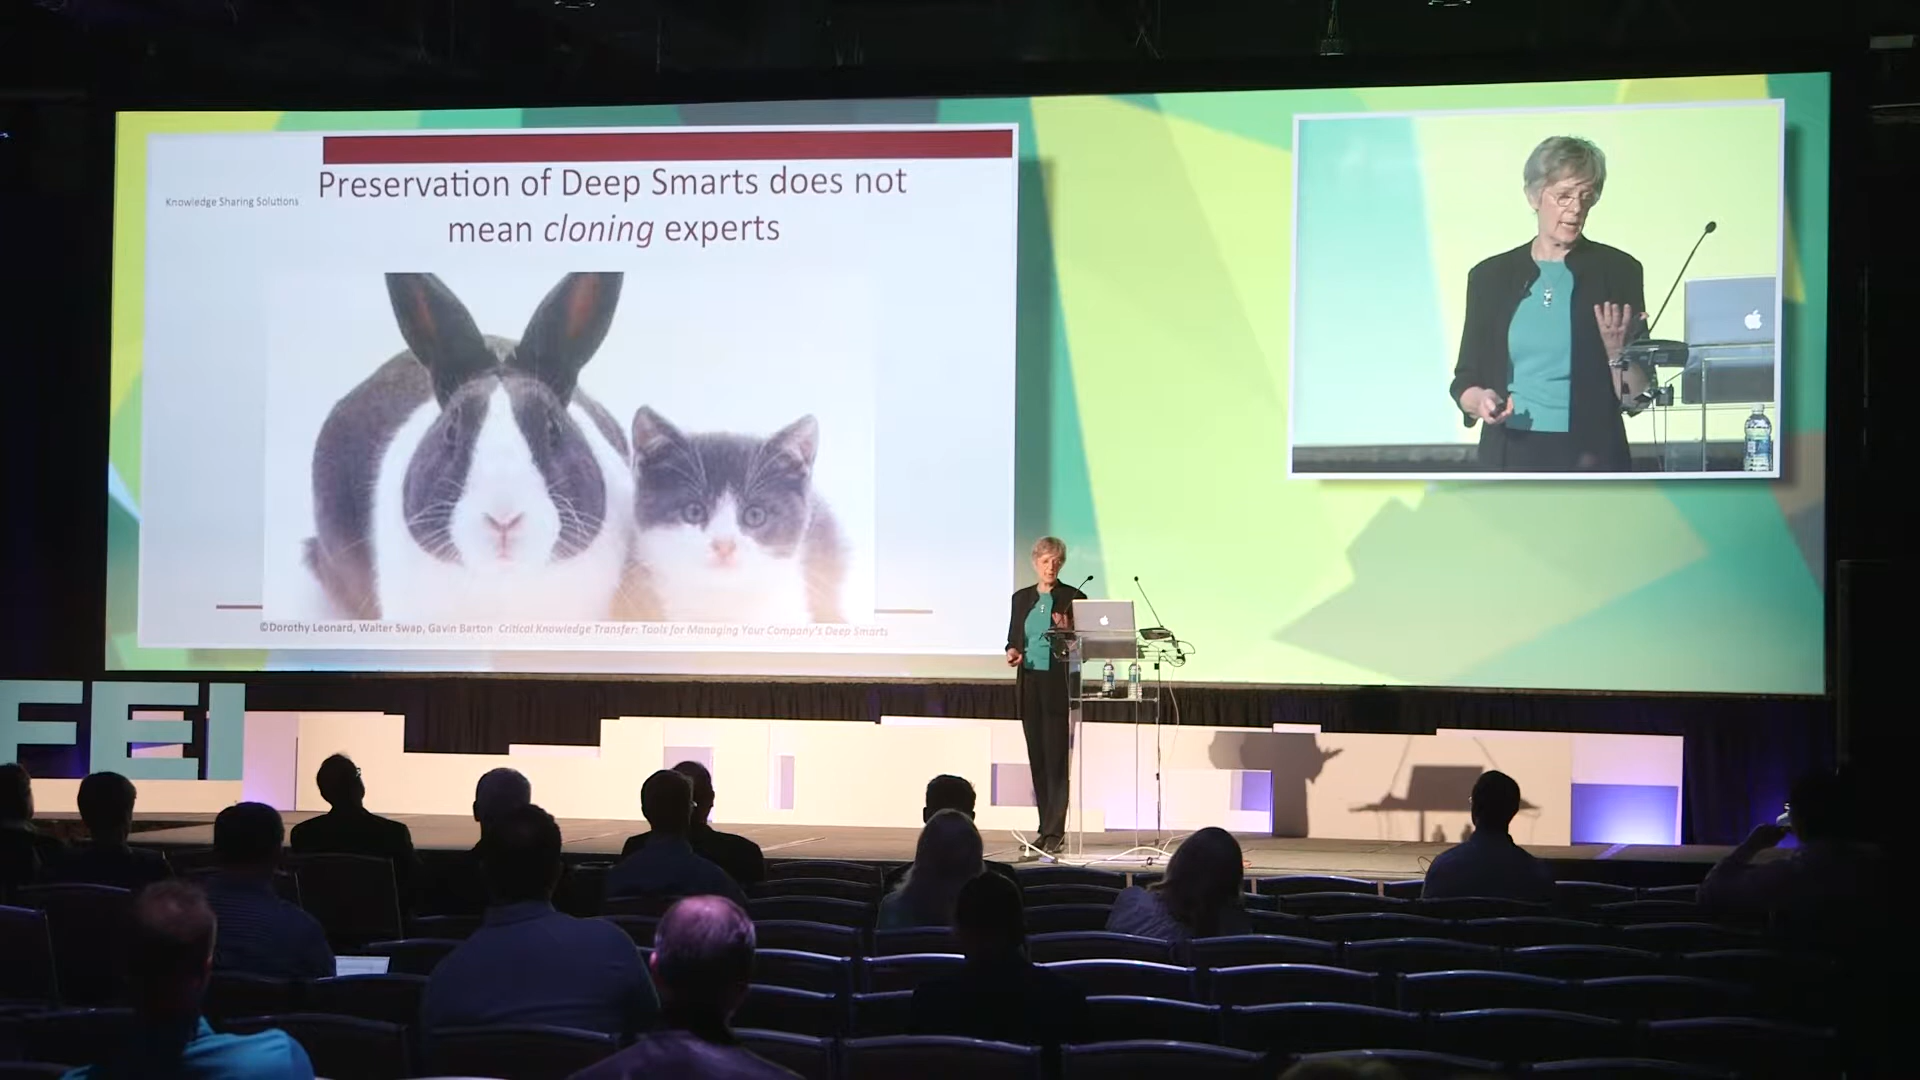 Knowledge Sharing Solutions
Preservation of Deep Smarts does not
mean cloning experts
©Dorothy Leonard, Walter Swap, Gavin Barton Critical Knowledge Transfer: Tools for Managing Your Company's Deep Smarts
FEI